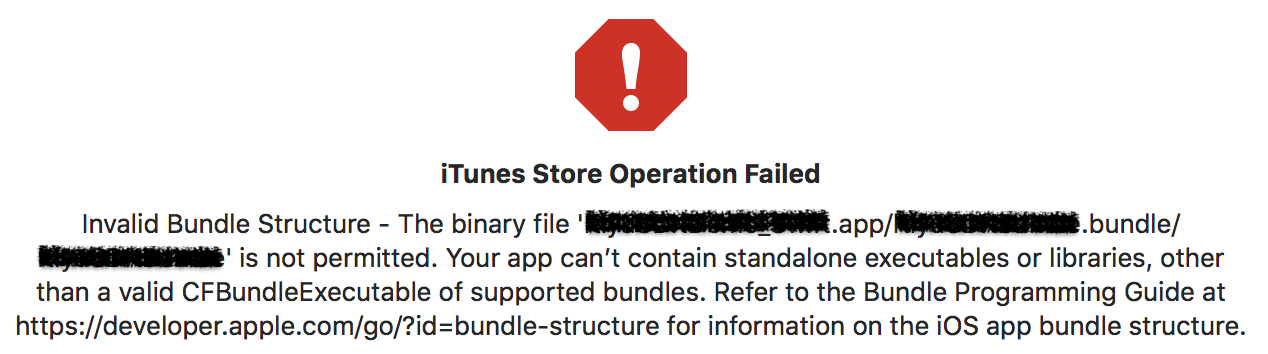 iTunes Store Operation Failed
Invalid Bundle Structure - The binary file '.app/.bundle/
' is not permitted. Your app can’t contain standalone executables or libraries, other
than a valid CFBundleExecutable of supported bundles. Refer to the Bundle Programming Guide at
https://developer.apple.com/go/?id=bundle-structure for information on the iOS app bundle structure.